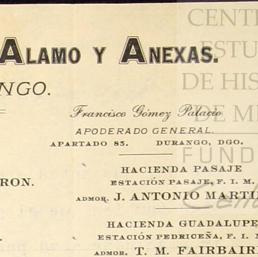 CENT
ALAMO Y ANEXAS.
ESTU
NGO.
DE HIS
Francisco Gómez Palacio
DE M
APODERADO GENERAL.
APARTADO 85. DURANGO, DGO.
FUND
HACIENDA PASAJE
ESTACIÓN PASAJE, F. I. M.
RON.
ADMOR. J. ANTONIO MARTI
HACIENDA GUADALUPE
ESTACIÓN PEDRICEÑA, F. I.
ADMOR. T. M. FAIRBAIR